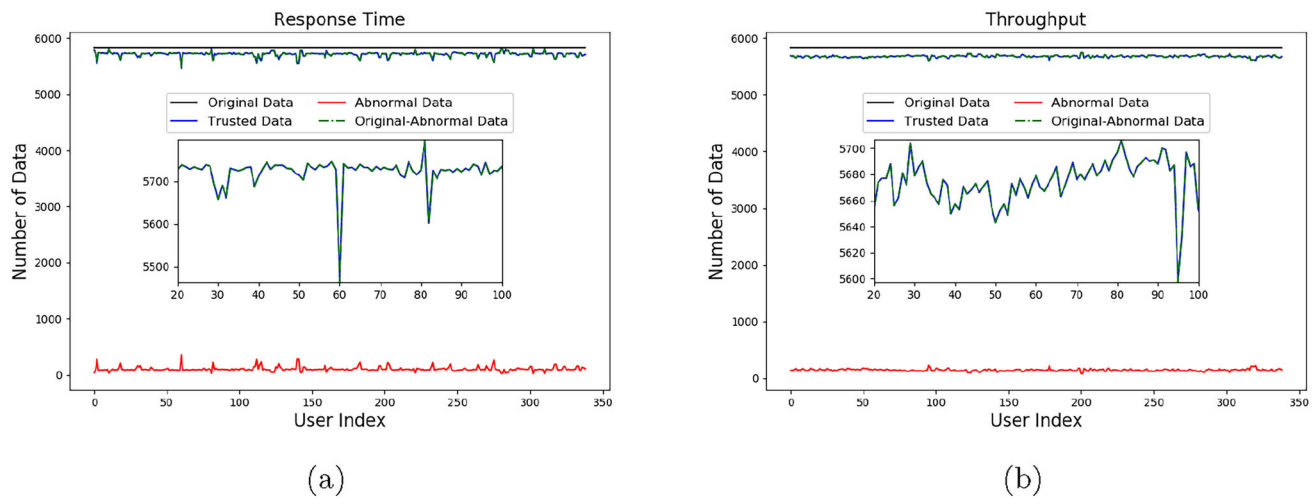 Response Time
6000
5000
4000
3000
2000
1000
0
Number of Data
Original Data
Abnormal Data
Trusted Data
Original-Abnormal Data
5700
5600
5500
20 30 40 50 60 70 80 90 100
0 50 100 150 200 250 300 350
User Index
(a)
Throughput
6000
5000
4000
3000
2000
1000
0
Number of Data
Original Data
Abnormal Data
Trusted Data
Original-Abnormal Data
5700
5680
5660
5640
5620
5600
20 30 40 50 60 70 80 90 100
0 50 100 150 200 250 300 350
User Index
(b)